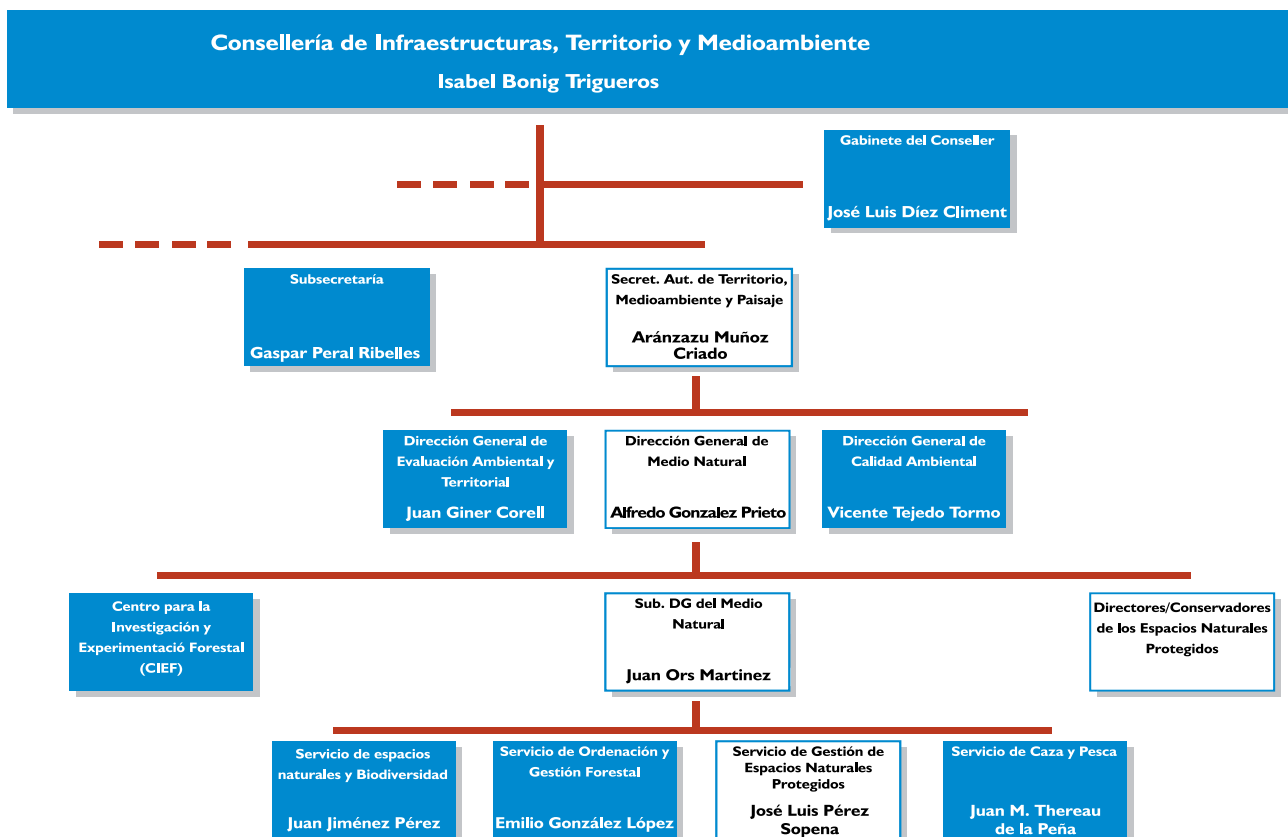 Consellería de Infraestructuras, Territorio y Medioambiente
Isabel Bonig Trigueros
Gabinete del Conseller
José Luis Díez Climent
Subsecretaría
Gaspar Peral Ribelles
Secret. Aut. de Territorio,
Medioambiente y Paisaje
Aránzazu Muñoz
Criado
Dirección General de
Evaluación Ambiental y
Territorial
Juan Giner Corell
Dirección General de
Medio Natural
Alfredo Gonzalez Prieto
Dirección General de
Calidad Ambiental
Vicente Tejedo Tormo
Centro para la
Investigación y
Experimentació Forestal
(CIEF)
Sub. DG del Medio
Natural
Juan Ors Martinez
Directores/Conservadores
de los Espacios Naturales
Protegidos
Servicio de espacios
naturales y Biodiversidad
Juan Jiménez Pérez
Servicio de Ordenación y
Gestión Forestal
Emilio González López
Servicio de Gestión de
Espacios Naturales
Protegidos
José Luis Pérez
Sopena
Servicio de Caza y Pesca
Juan M. Thereau
de la Peña